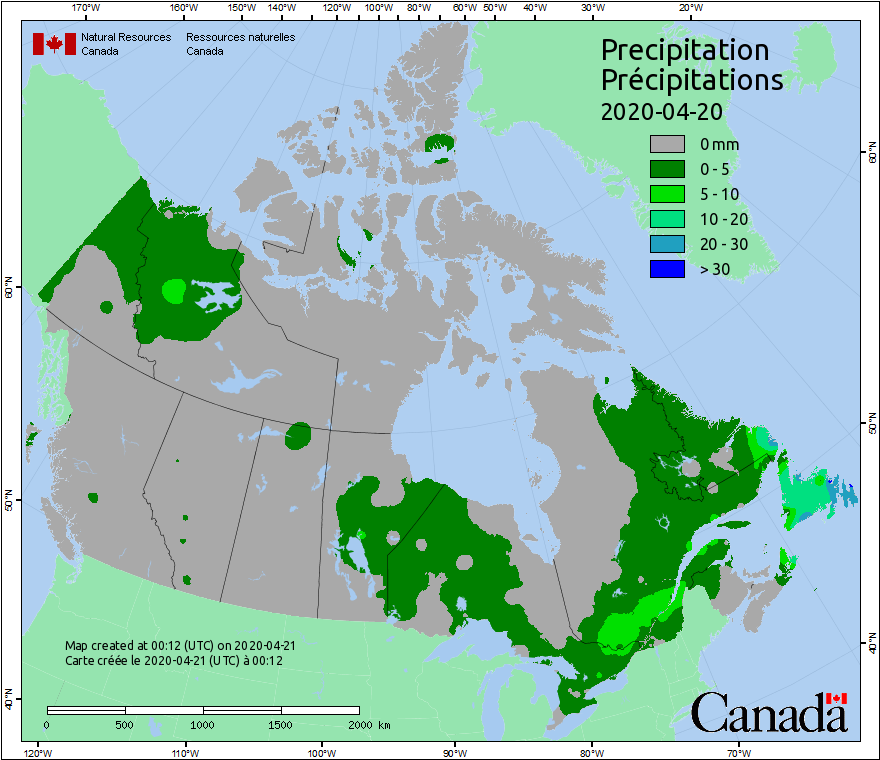 170°W 160°W 150°W 140°W 120°W 100°W 80°W 60°W 50°W 40°W 30°W 20°W
Natural Resources Canada
Ressources naturelles Canada
Precipitation
Précipitations
2020-04-20
0 mm
0 - 5
5 - 10
10 - 20
20 - 30
> 30
60°N
50°N
40°N
60°N
50°N
40°N
Map created at 00:12 (UTC) on 2020-04-21
Carte créée le 2020-04-21 (UTC) à 00:12
0 500 1000 1500 2000 km
Canada
120°W 110°W 100°W 90°W 80°W 70°W